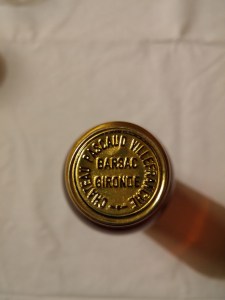 CHATEAU PASCAUD VILLEFRANCHE
BARSAC
GIRONDE